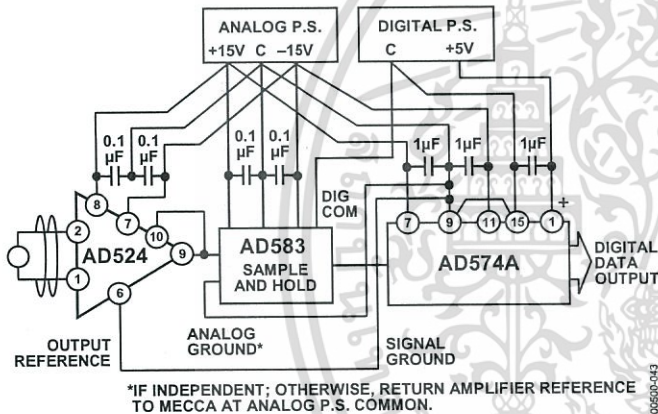 ANALOG P.S.
+15V C –15V
DIGITAL P.S.
C +5V
0.1 µF
0.1 µF
0.1 µF
0.1 µF
1µF
1µF
1µF
DIG COM
8
7
10
2
1
9
6
AD524
AD583
SAMPLE AND HOLD
7
9
11
15
1
+
AD574A
DIGITAL DATA OUTPUT
OUTPUT REFERENCE
ANALOG GROUND*
SIGNAL GROUND
*IF INDEPENDENT; OTHERWISE, RETURN AMPLIFIER REFERENCE
TO MECCA AT ANALOG P.S. COMMON.
00500-043